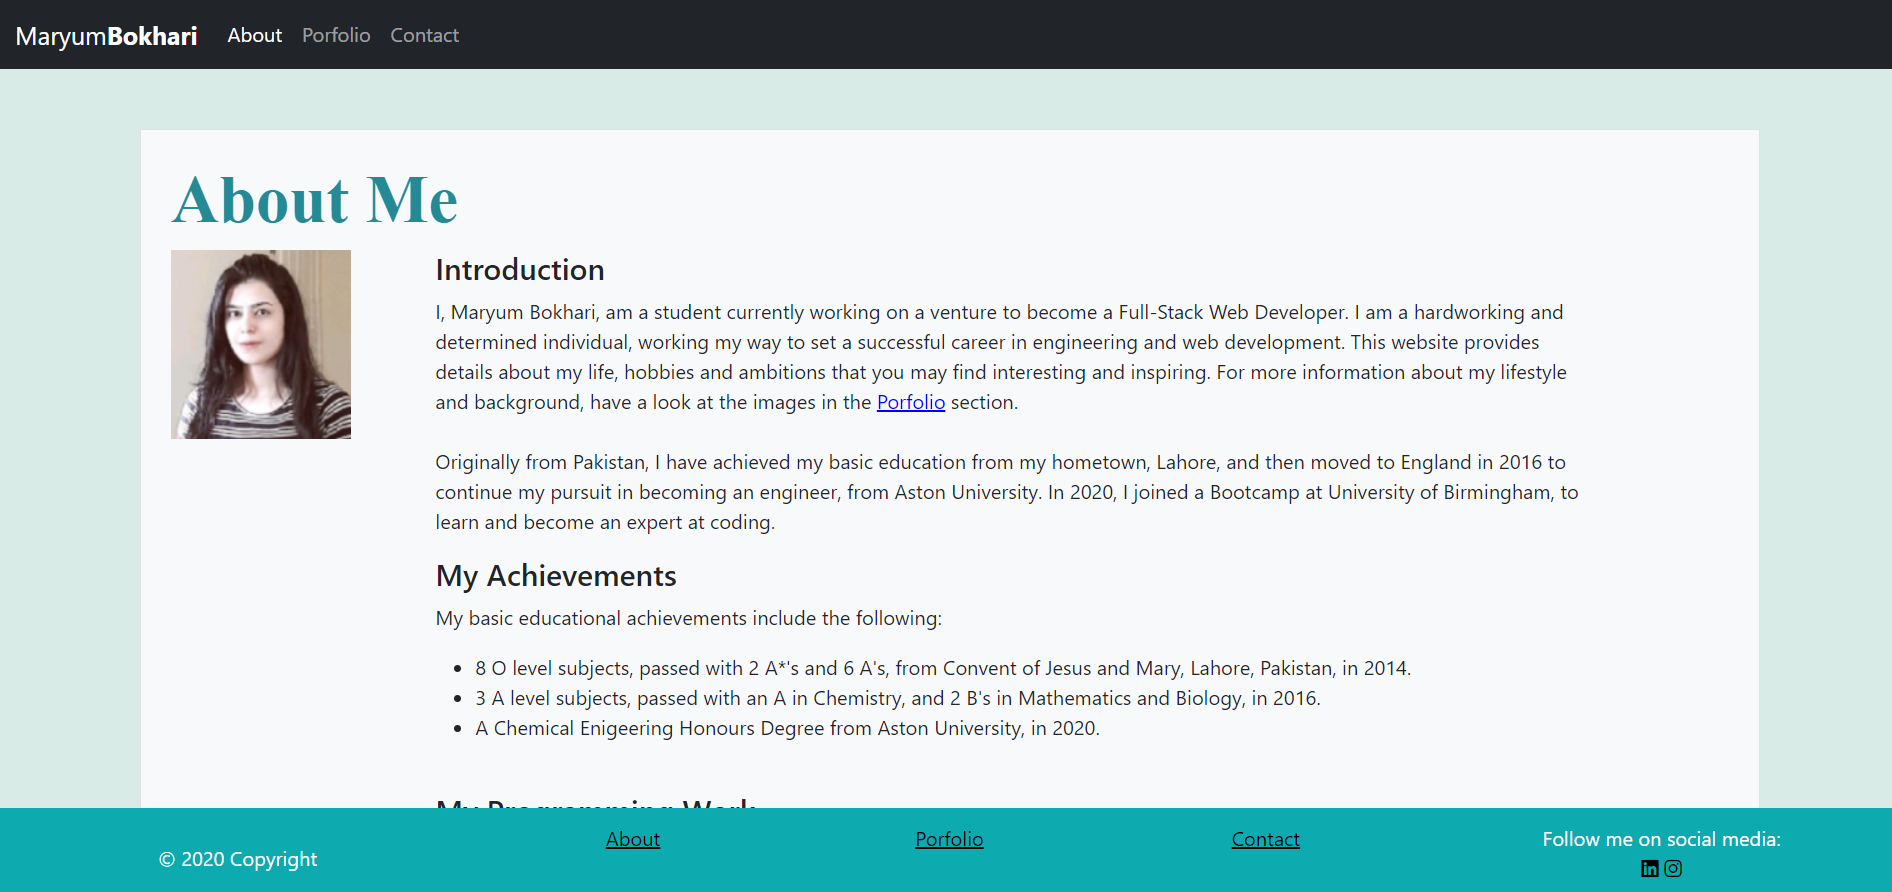 MaryumBokhari About Porfolio Contact
About Me
Introduction
I, Maryum Bokhari, am a student currently working on a venture to become a Full-Stack Web Developer. I am a hardworking and
determined individual, working my way to set a successful career in engineering and web development. This website provides
details about my life, hobbies and ambitions that you may find interesting and inspiring. For more information about my lifestyle
and background, have a look at the images in the Porfolio section.
Originally from Pakistan, I have achieved my basic education from my hometown, Lahore, and then moved to England in 2016 to
continue my pursuit in becoming an engineer, from Aston University. In 2020, I joined a Bootcamp at University of Birmingham, to
learn and become an expert at coding.
My Achievements
My basic educational achievements include the following:
• 8 O level subjects, passed with 2 A*'s and 6 A's, from Convent of Jesus and Mary, Lahore, Pakistan, in 2014.
• 3 A level subjects, passed with an A in Chemistry, and 2 B's in Mathematics and Biology, in 2016.
• A Chemical Enigeering Honours Degree from Aston University, in 2020.
My Programming Work
About Porfolio Contact Follow me on social media:
© 2020 Copyright